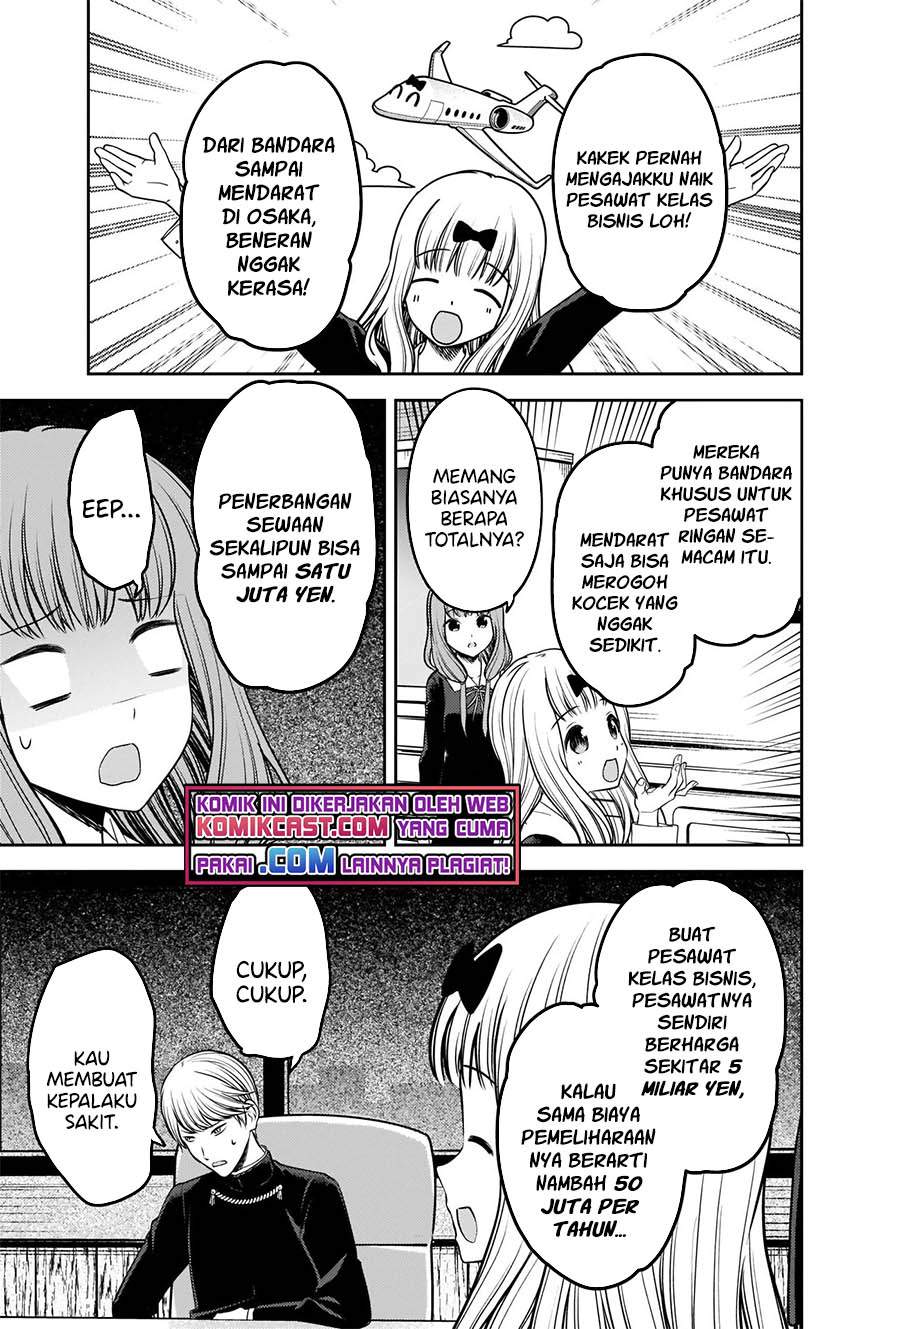 KAKEK PERNAH
MENGAJAKKU NAIK
PESAWAT KELAS
BISNIS LOH!
DARI BANDARA
SAMPAI
MENDARAT
DI OSAKA,
BENERAN
NGGAK
KERASA!
MEREKA
PUNYA BANDARA
KHUSUS UNTUK
PESAWAT
RINGAN SE-
MACAM ITU.
MENDARAT
SAJA BISA
MEROGOH
KOCEK YANG
NGGAK
SEDIKIT.
MEMANG
BIASANYA
BERAPA
TOTALNYA?
PENERBANGAN
SEWAAN
SEKALIPUN BISA
SAMPAI SATU
JUTA YEN.
EEP...
KOMIK INI DIKERJAKAN OLEH WEB
KOMIKCAST.COM YANG CUMA
PAKAI .COM LAINNYA PLAGIAT!
BUAT
PESAWAT
KELAS BISNIS,
PESAWATNYA
SENDIRI
BERHARGA
SEKITAR 5
MILIAR YEN,
KALAU
SAMA BIAYA
PEMELIHARAAN
NYA BERARTI
NAMBAH 50
JUTA PER
TAHUN...
CUKUP,
CUKUP.
KAU
MEMBUAT
KEPALAKU
SAKIT.